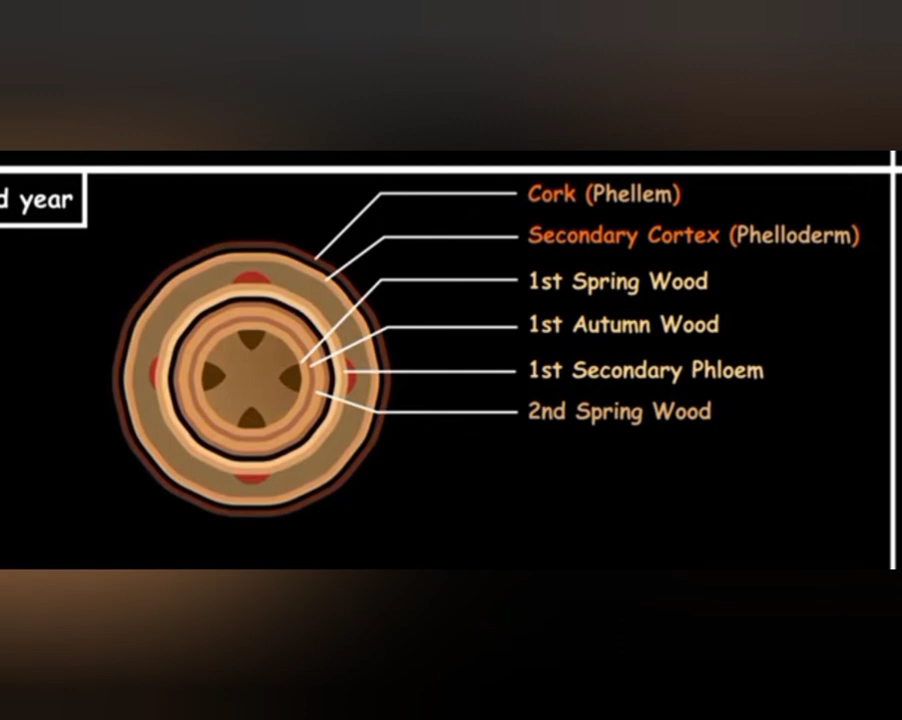 d year
Cork (Phellem)
Secondary Cortex (Phelloderm)
1st Spring Wood
1st Autumn Wood
1st Secondary Phloem
2nd Spring Wood